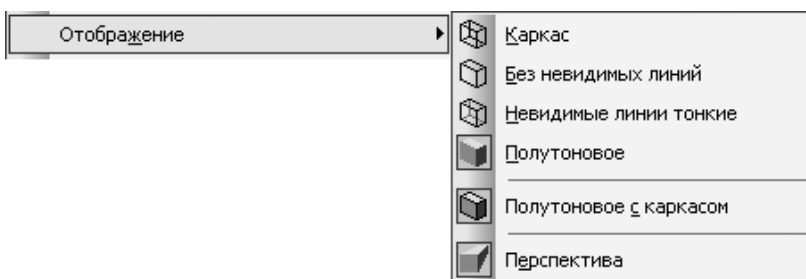 Отображение
Каркас
Без невидимых линий
Невидимые линии тонкие
Полутоновое
Полутоновое с каркасом
Перспектива